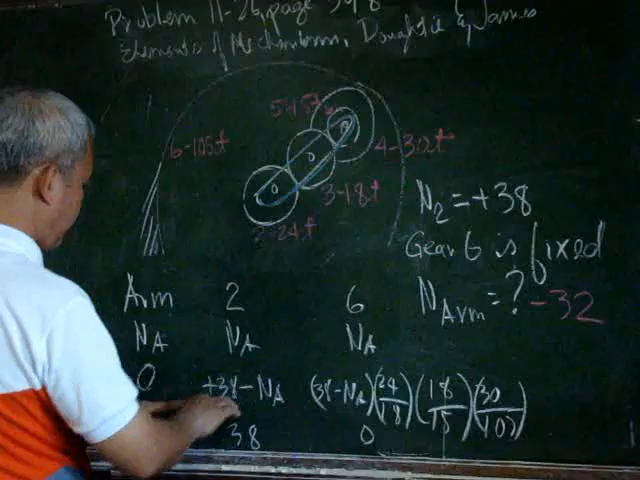 Problem 11-26, page 348
Elements of Mechanism, Doughtie & James
5-15t
6-105t
4-30t
3-18t
2-24t
N2 = +38
Gear 6 is fixed
NArm = ? -32
Arm 2 6
NA NA NA
0 +38-NA (38-NA)(24/18)(18/15)(30/105)
38 0